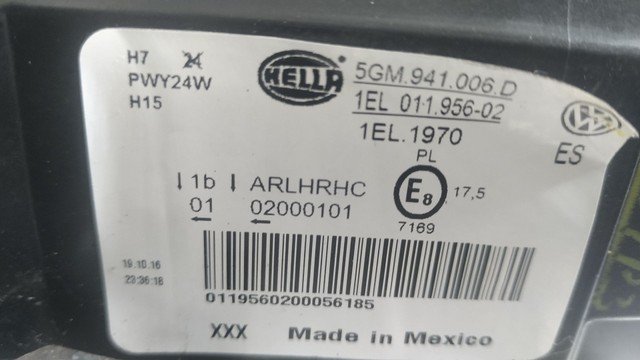 H7 24
PWY24W
H15
HELLA
5GM.941.006.D
1EL 011.956-02
1EL.1970
ES
PL
1b ARLHRHC
01 02000101
E8
17,5
7169
19.10.16
23:36:18
0119560200056185
XXX Made in Mexico